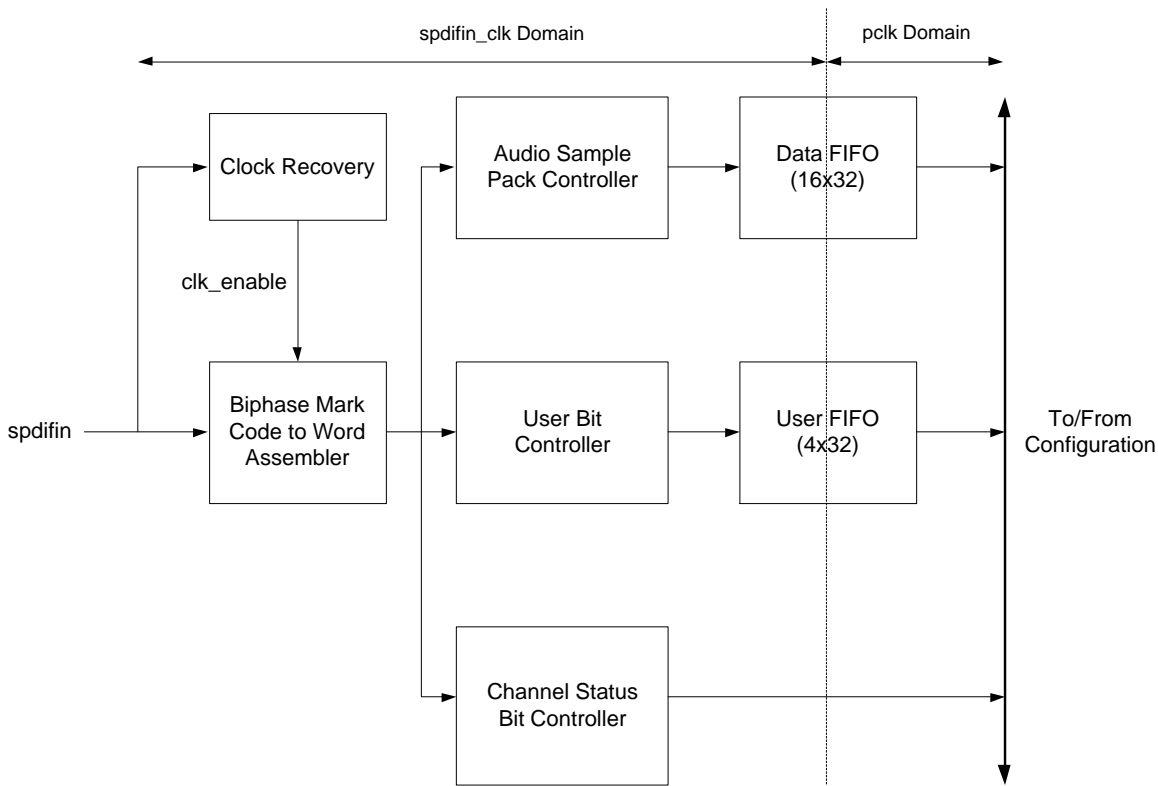 spdifin_clk Domain
pclk Domain
Clock Recovery
Audio Sample
Pack Controller
Data FIFO
(16x32)
clk_enable
spdifin
Biphase Mark
Code to Word
Assembler
User Bit
Controller
User FIFO
(4x32)
To/From
Configuration
Channel Status
Bit Controller